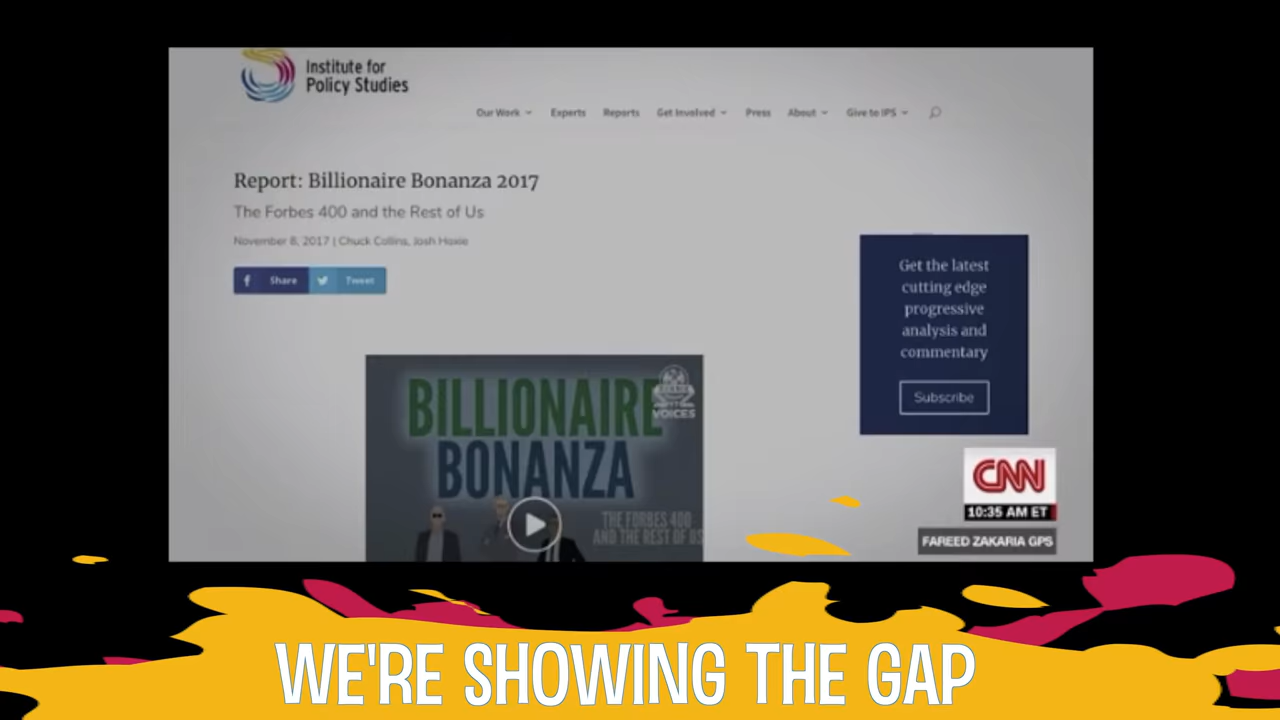 Institute for
Policy Studies
Our Work Experts Reports Get Involved Press About Give to IPS
Report: Billionaire Bonanza 2017
The Forbes 400 and the Rest of Us
November 8, 2017 | Chuck Collins, Josh Hoxie
Share Tweet
Get the latest
cutting edge
progressive
analysis and
commentary
Subscribe
BILLIONAIRE
VOICES
BONANZA
THE FORBES 400
AND THE REST OF US
CNN
10:35 AM ET
FAREED ZAKARIA GPS
WE'RE SHOWING THE GAP